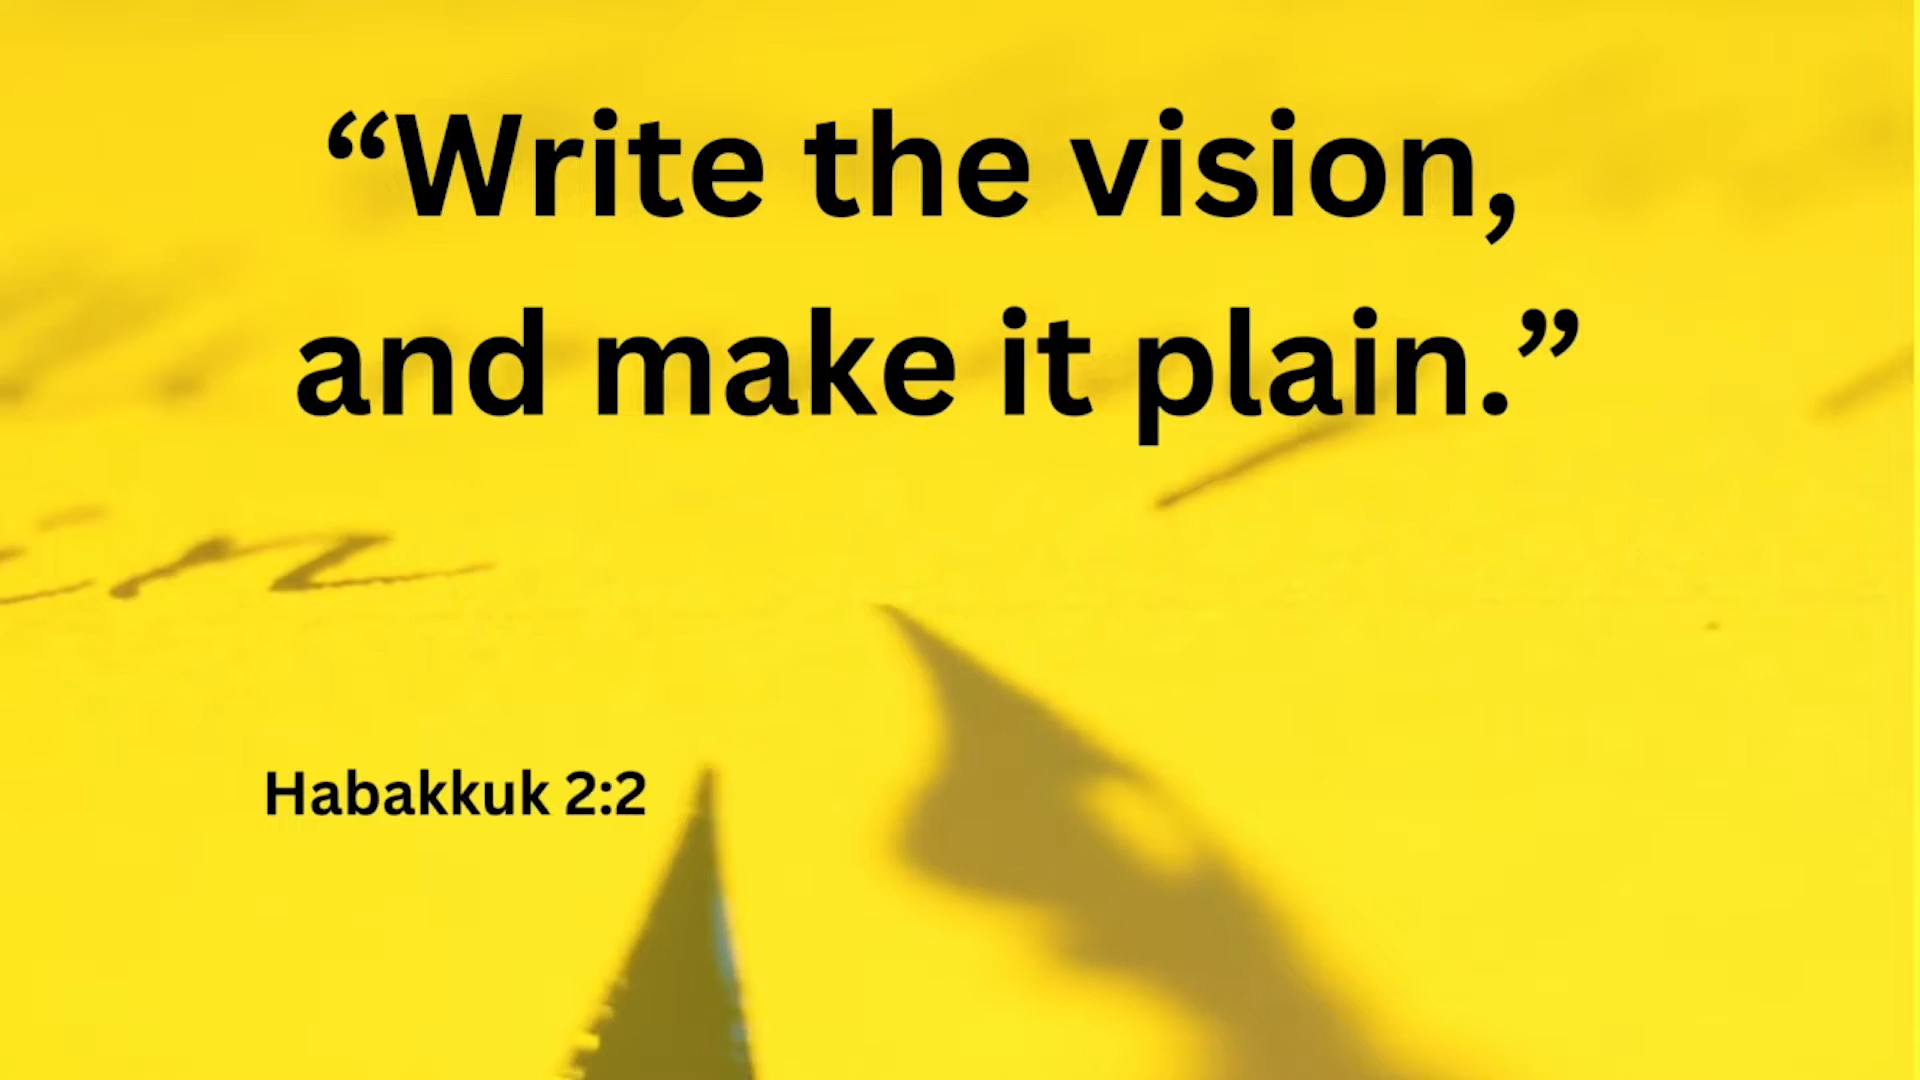 “Write the vision,
and make it plain.”
Habakkuk 2:2